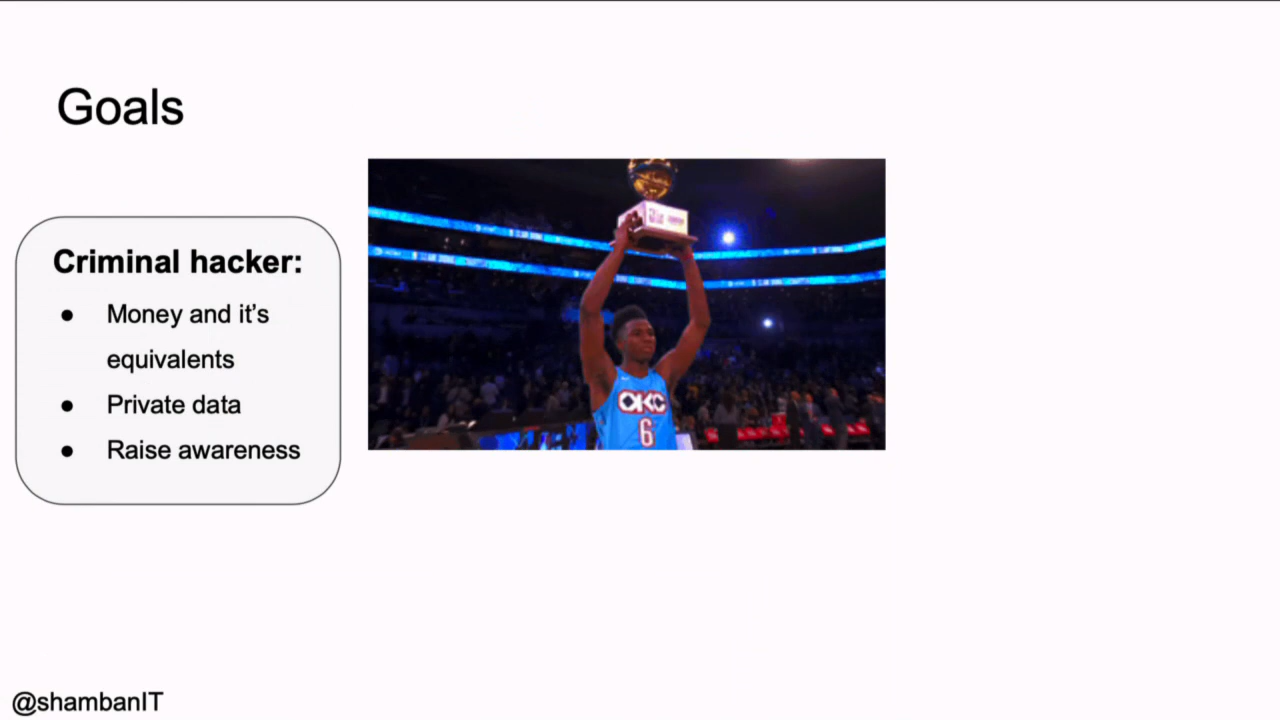 Goals
Criminal hacker:
● Money and it’s
equivalents
● Private data
● Raise awareness
OKC
6
@shambanIT